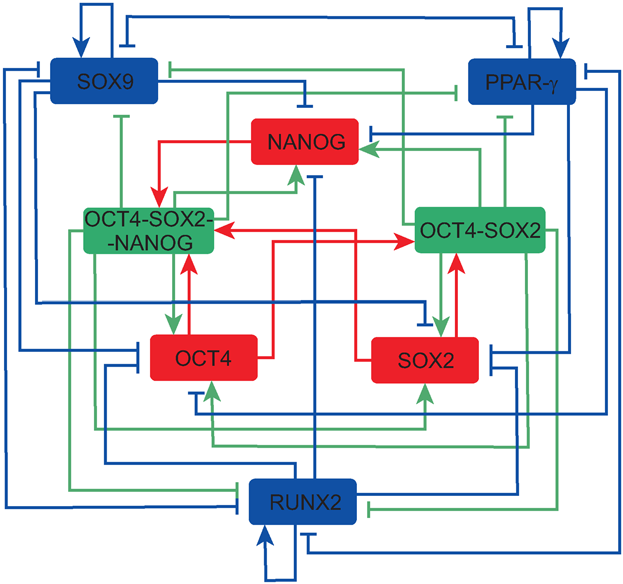 SOX9
PPAR-γ
NANOG
OCT4-SOX2-
-NANOG
OCT4-SOX2
OCT4
SOX2
RUNX2